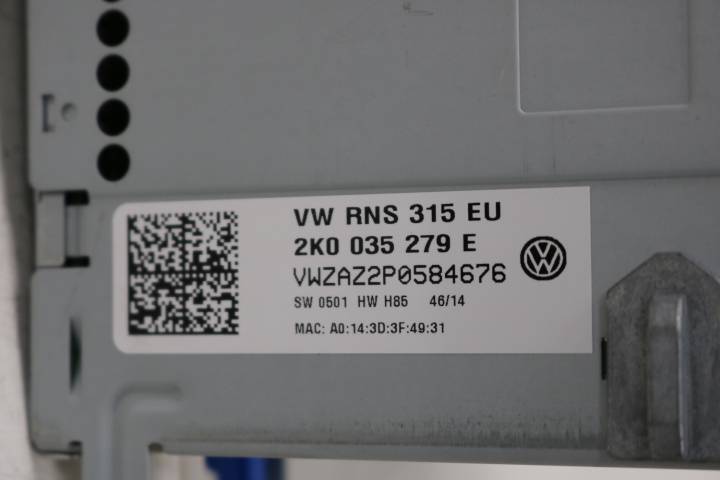 VW RNS 315 EU
2K0 035 279 E
VWZAZ2P0584676
SW 0501 HW H85 46/14
MAC: A0:14:3D:3F:49:31